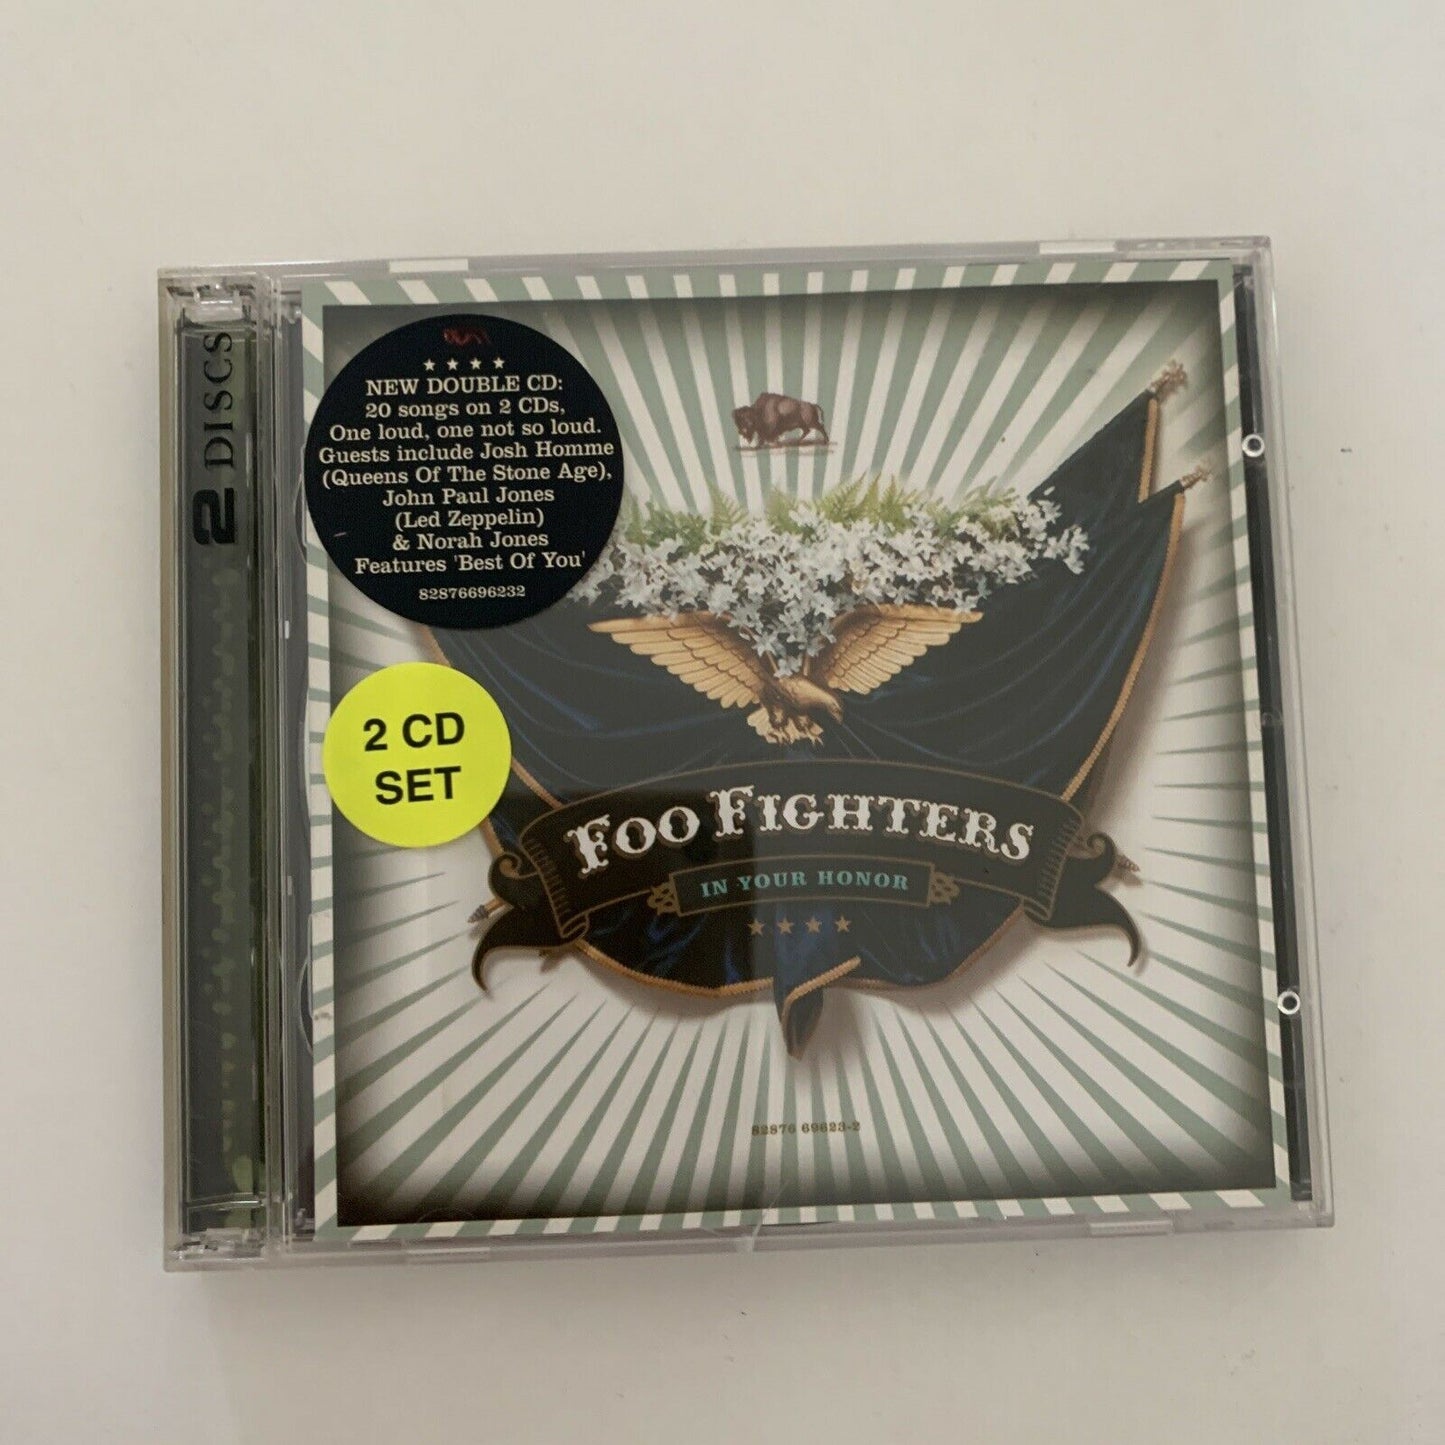 2 DISCS
NEW DOUBLE CD:
20 songs on 2 CDs,
One loud, one not so loud.
Guests include Josh Homme
(Queens Of The Stone Age),
John Paul Jones
(Led Zeppelin)
& Norah Jones
Features 'Best Of You'
82876696232
2 CD
SET
FOO FIGHTERS
IN YOUR HONOR
82876 69623-2